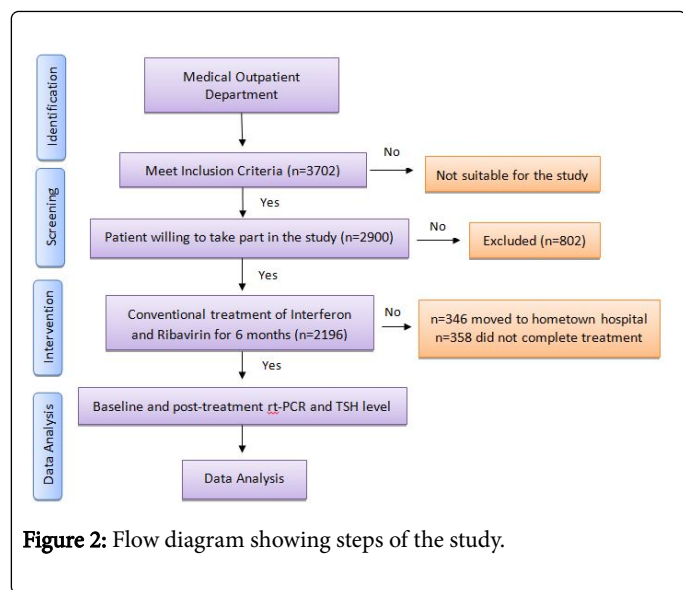 Identification
Medical Outpatient
Department
Meet Inclusion Criteria (n=3702)
No
Not suitable for the study
Yes
Screening
Patient willing to take part in the study (n=2900)
No
Excluded (n=802)
Yes
Intervention
Conventional treatment of Interferon
and Ribavirin for 6 months (n=2196)
No
n=346 moved to hometown hospital
n=358 did not complete treatment
Yes
Data Analysis
Baseline and post-treatment rt-PCR and TSH level
Data Analysis
Figure 2: Flow diagram showing steps of the study.